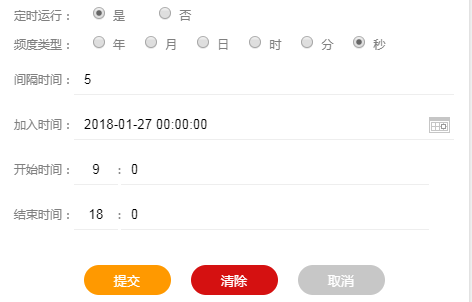 定时运行： 是 否
频度类型： 年 月 日 时 分 秒
间隔时间： 5
加入时间： 2018-01-27 00:00:00
开始时间： 9 : 0
结束时间： 18 : 0
提交 清除 取消